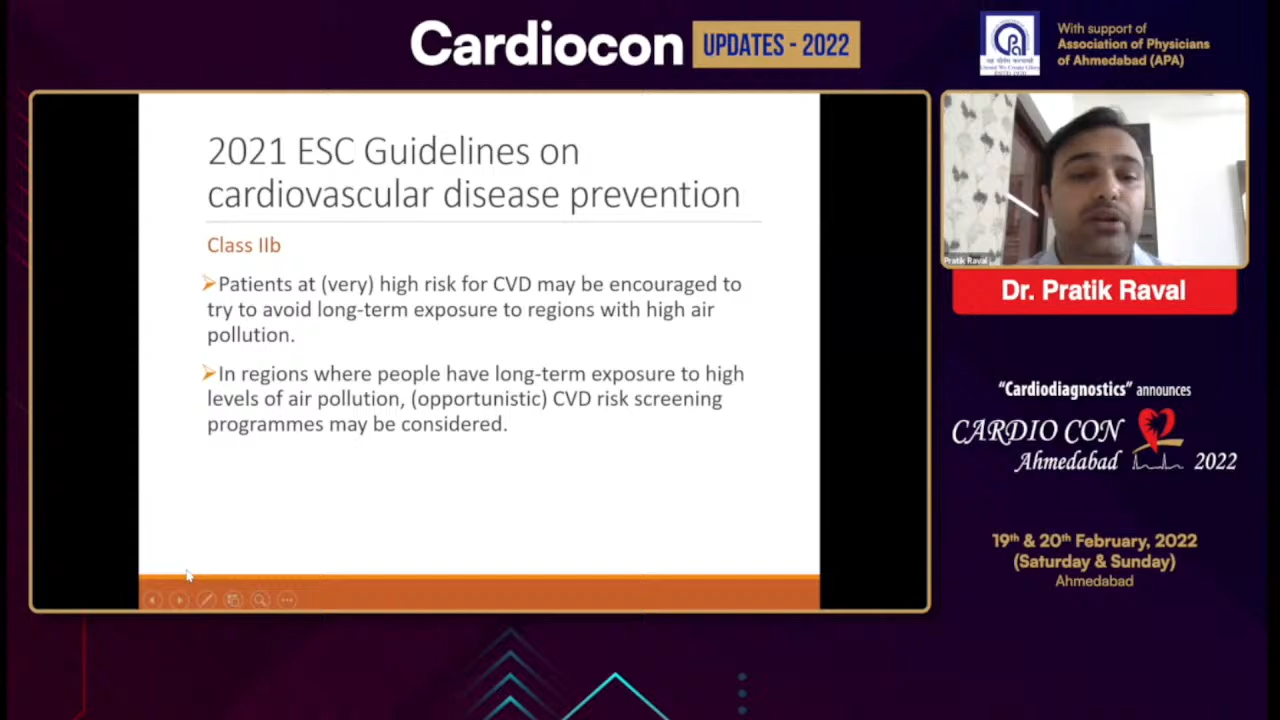 Cardiocon UPDATES - 2022
With support of
Association of Physicians
of Ahmedabad (APA)
2021 ESC Guidelines on
cardiovascular disease prevention
Class IIb
Patients at (very) high risk for CVD may be encouraged to
try to avoid long-term exposure to regions with high air
pollution.
In regions where people have long-term exposure to high
levels of air pollution, (opportunistic) CVD risk screening
programmes may be considered.
Pratik Raval
Dr. Pratik Raval
“Cardiodiagnostics” announces
CARDIO CON
Ahmedabad 2022
19th & 20th February, 2022
(Saturday & Sunday)
Ahmedabad